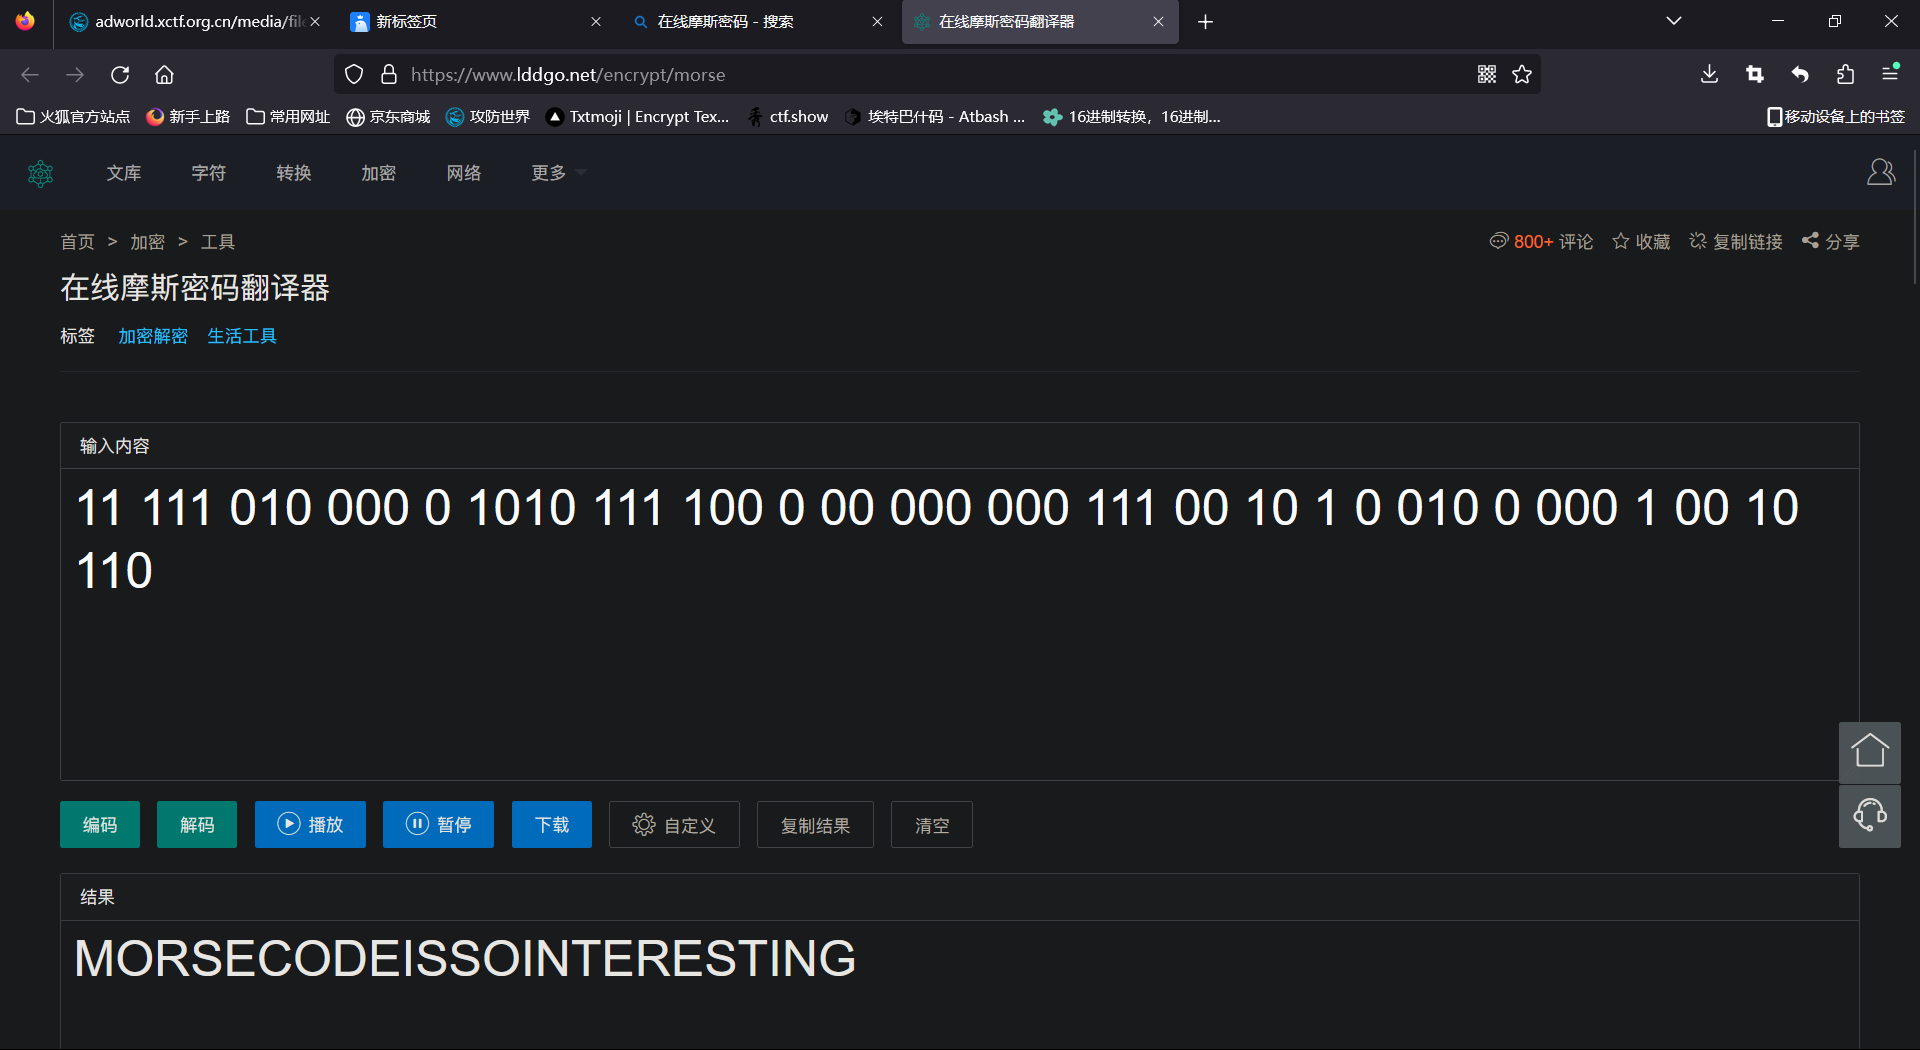 adworld.xctf.org.cn/media/fil
新标签页
在线摩斯密码 - 搜索
在线摩斯密码翻译器
https://www.lddgo.net/encrypt/morse
火狐官方站点
新手上路
常用网址
京东商城
攻防世界
Txtmoji | Encrypt Tex...
ctf.show
埃特巴什码 - Atbash ...
16进制转换，16进制...
移动设备上的书签
文库
字符
转换
加密
网络
更多
首页 > 加密 > 工具
800+ 评论
收藏
复制链接
分享
在线摩斯密码翻译器
标签 加密解密 生活工具
输入内容
11 111 010 000 0 1010 111 100 0 00 000 000 111 00 10 1 0 010 0 000 1 00 10
110
编码
解码
播放
暂停
下载
自定义
复制结果
清空
结果
MORSECODEISSOINTERESTING